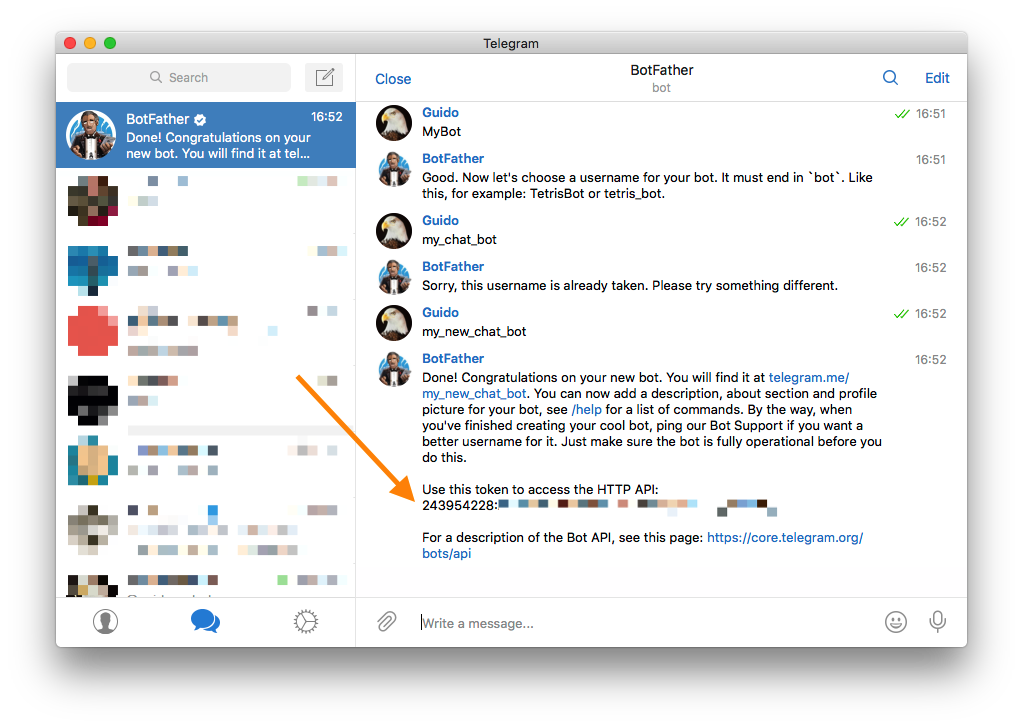 Telegram
Search
Close
BotFather
bot
Edit
BotFather
16:52
Done! Congratulations on your
new bot. You will find it at tel...
Guido
16:51
MyBot
BotFather
16:51
Good. Now let's choose a username for your bot. It must end in `bot`. Like
this, for example: TetrisBot or tetris_bot.
Guido
16:52
my_chat_bot
BotFather
16:52
Sorry, this username is already taken. Please try something different.
Guido
16:52
my_new_chat_bot
BotFather
16:52
Done! Congratulations on your new bot. You will find it at telegram.me/
my_new_chat_bot. You can now add a description, about section and profile
picture for your bot, see /help for a list of commands. By the way, when
you've finished creating your cool bot, ping our Bot Support if you want a
better username for it. Just make sure the bot is fully operational before you
do this.
Use this token to access the HTTP API:
243954228:
For a description of the Bot API, see this page: https://core.telegram.org/
bots/api
Write a message...